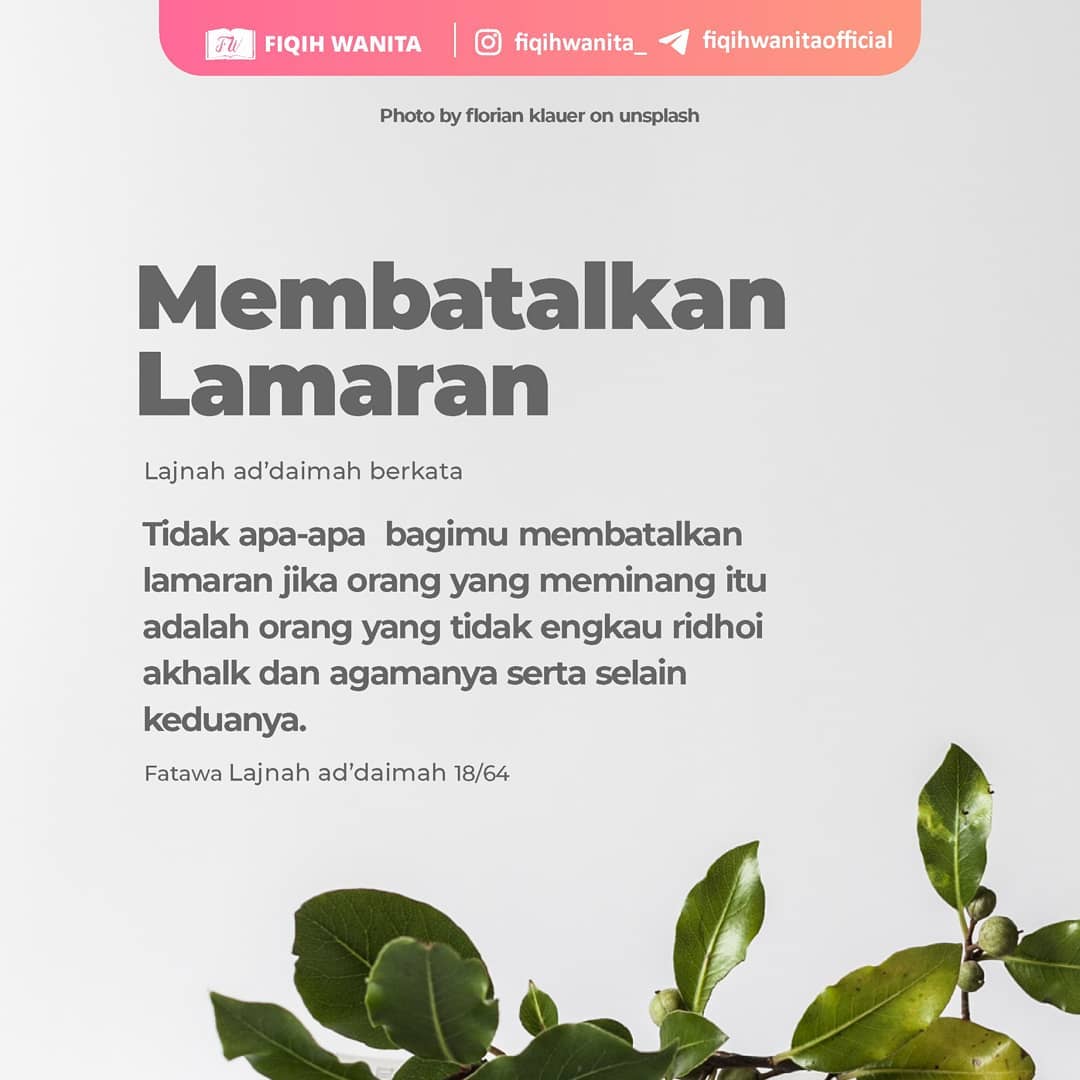 FW FIQIH WANITA fiqihwanita_ fiqihwanitaofficial
Photo by florian klauer on unsplash
Membatalkan
Lamaran
Lajnah ad’daimah berkata
Tidak apa-apa bagimu membatalkan
lamaran jika orang yang meminang itu
adalah orang yang tidak engkau ridhoi
akhalk dan agamanya serta selain
keduanya.
Fatawa Lajnah ad’daimah 18/64